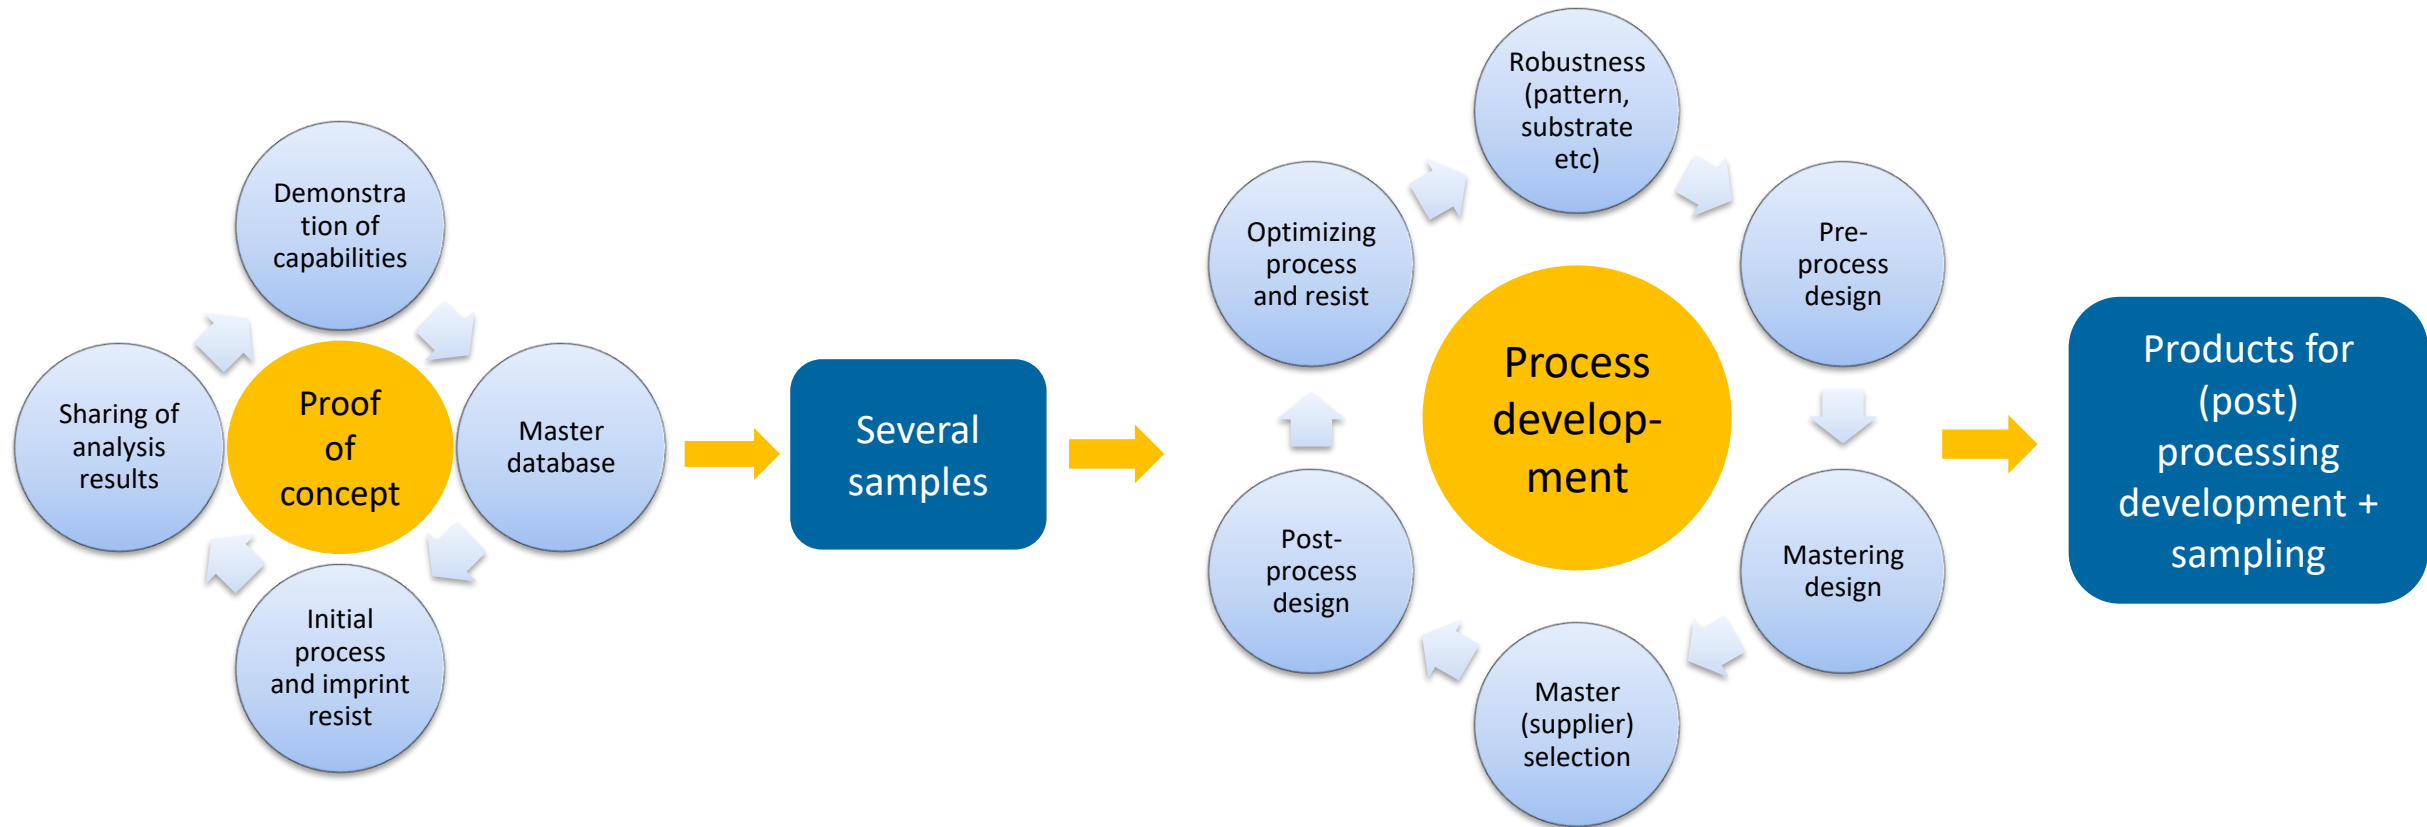 Demonstra
tion of
capabilities
Master
database
Initial
process
and imprint
resist
Sharing of
analysis
results
Proof
of
concept
Several
samples
Robustness
(pattern,
substrate
etc)
Pre-
process
design
Mastering
design
Master
(supplier)
selection
Post-
process
design
Optimizing
process
and resist
Process
develop-
ment
Products for
(post)
processing
development +
sampling